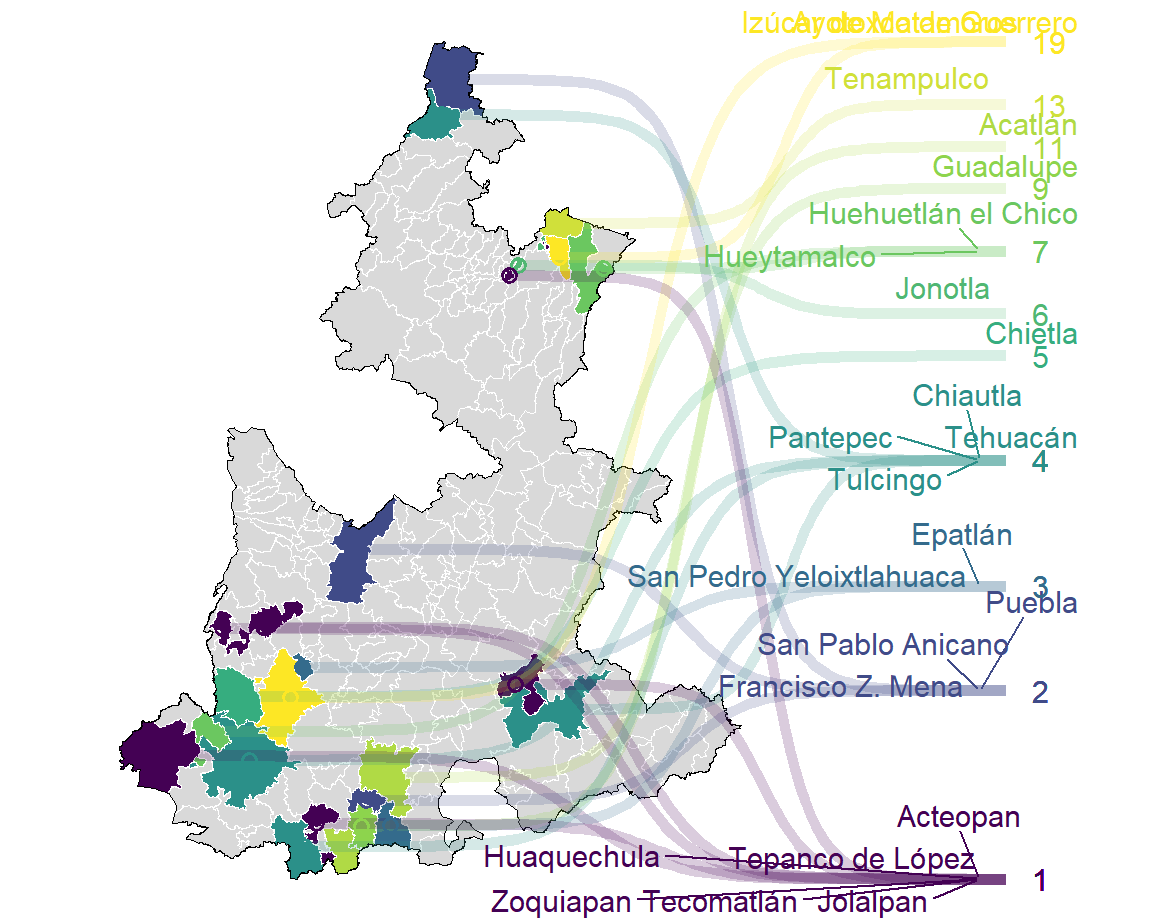 Izúcar de Matamoros
Ayotoxco de Guerrero
19
Tenampulco
13
Acatlán
11
Guadalupe
9
Huehuetlán el Chico
Hueytamalco
7
Jonotla
6
Chietla
5
Chiautla
Pantepec
Tehuacán
4
Tulcingo
Epatlán
San Pedro Yeloixtlahuaca
3
Puebla
San Pablo Anicano
Francisco Z. Mena
2
Acteopan
Huaquechula
Tepanco de López
1
Zoquiapan
Tecomatlán
Jolalpan